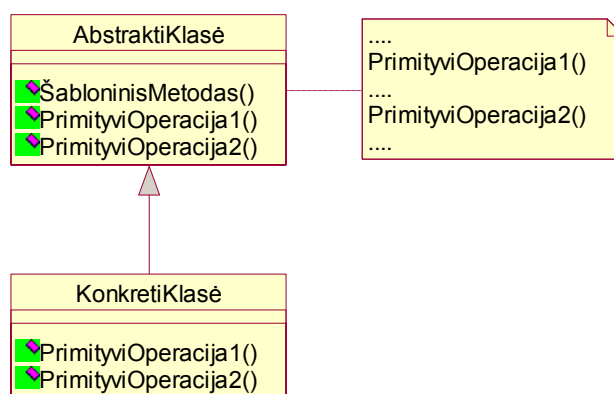 AbstraktiKlasė
ŠabloninisMetodas()
PrimityviOperacija1()
PrimityviOperacija2()
....
PrimityviOperacija1()
....
PrimityviOperacija2()
....
KonkretiKlasė
PrimityviOperacija1()
PrimityviOperacija2()